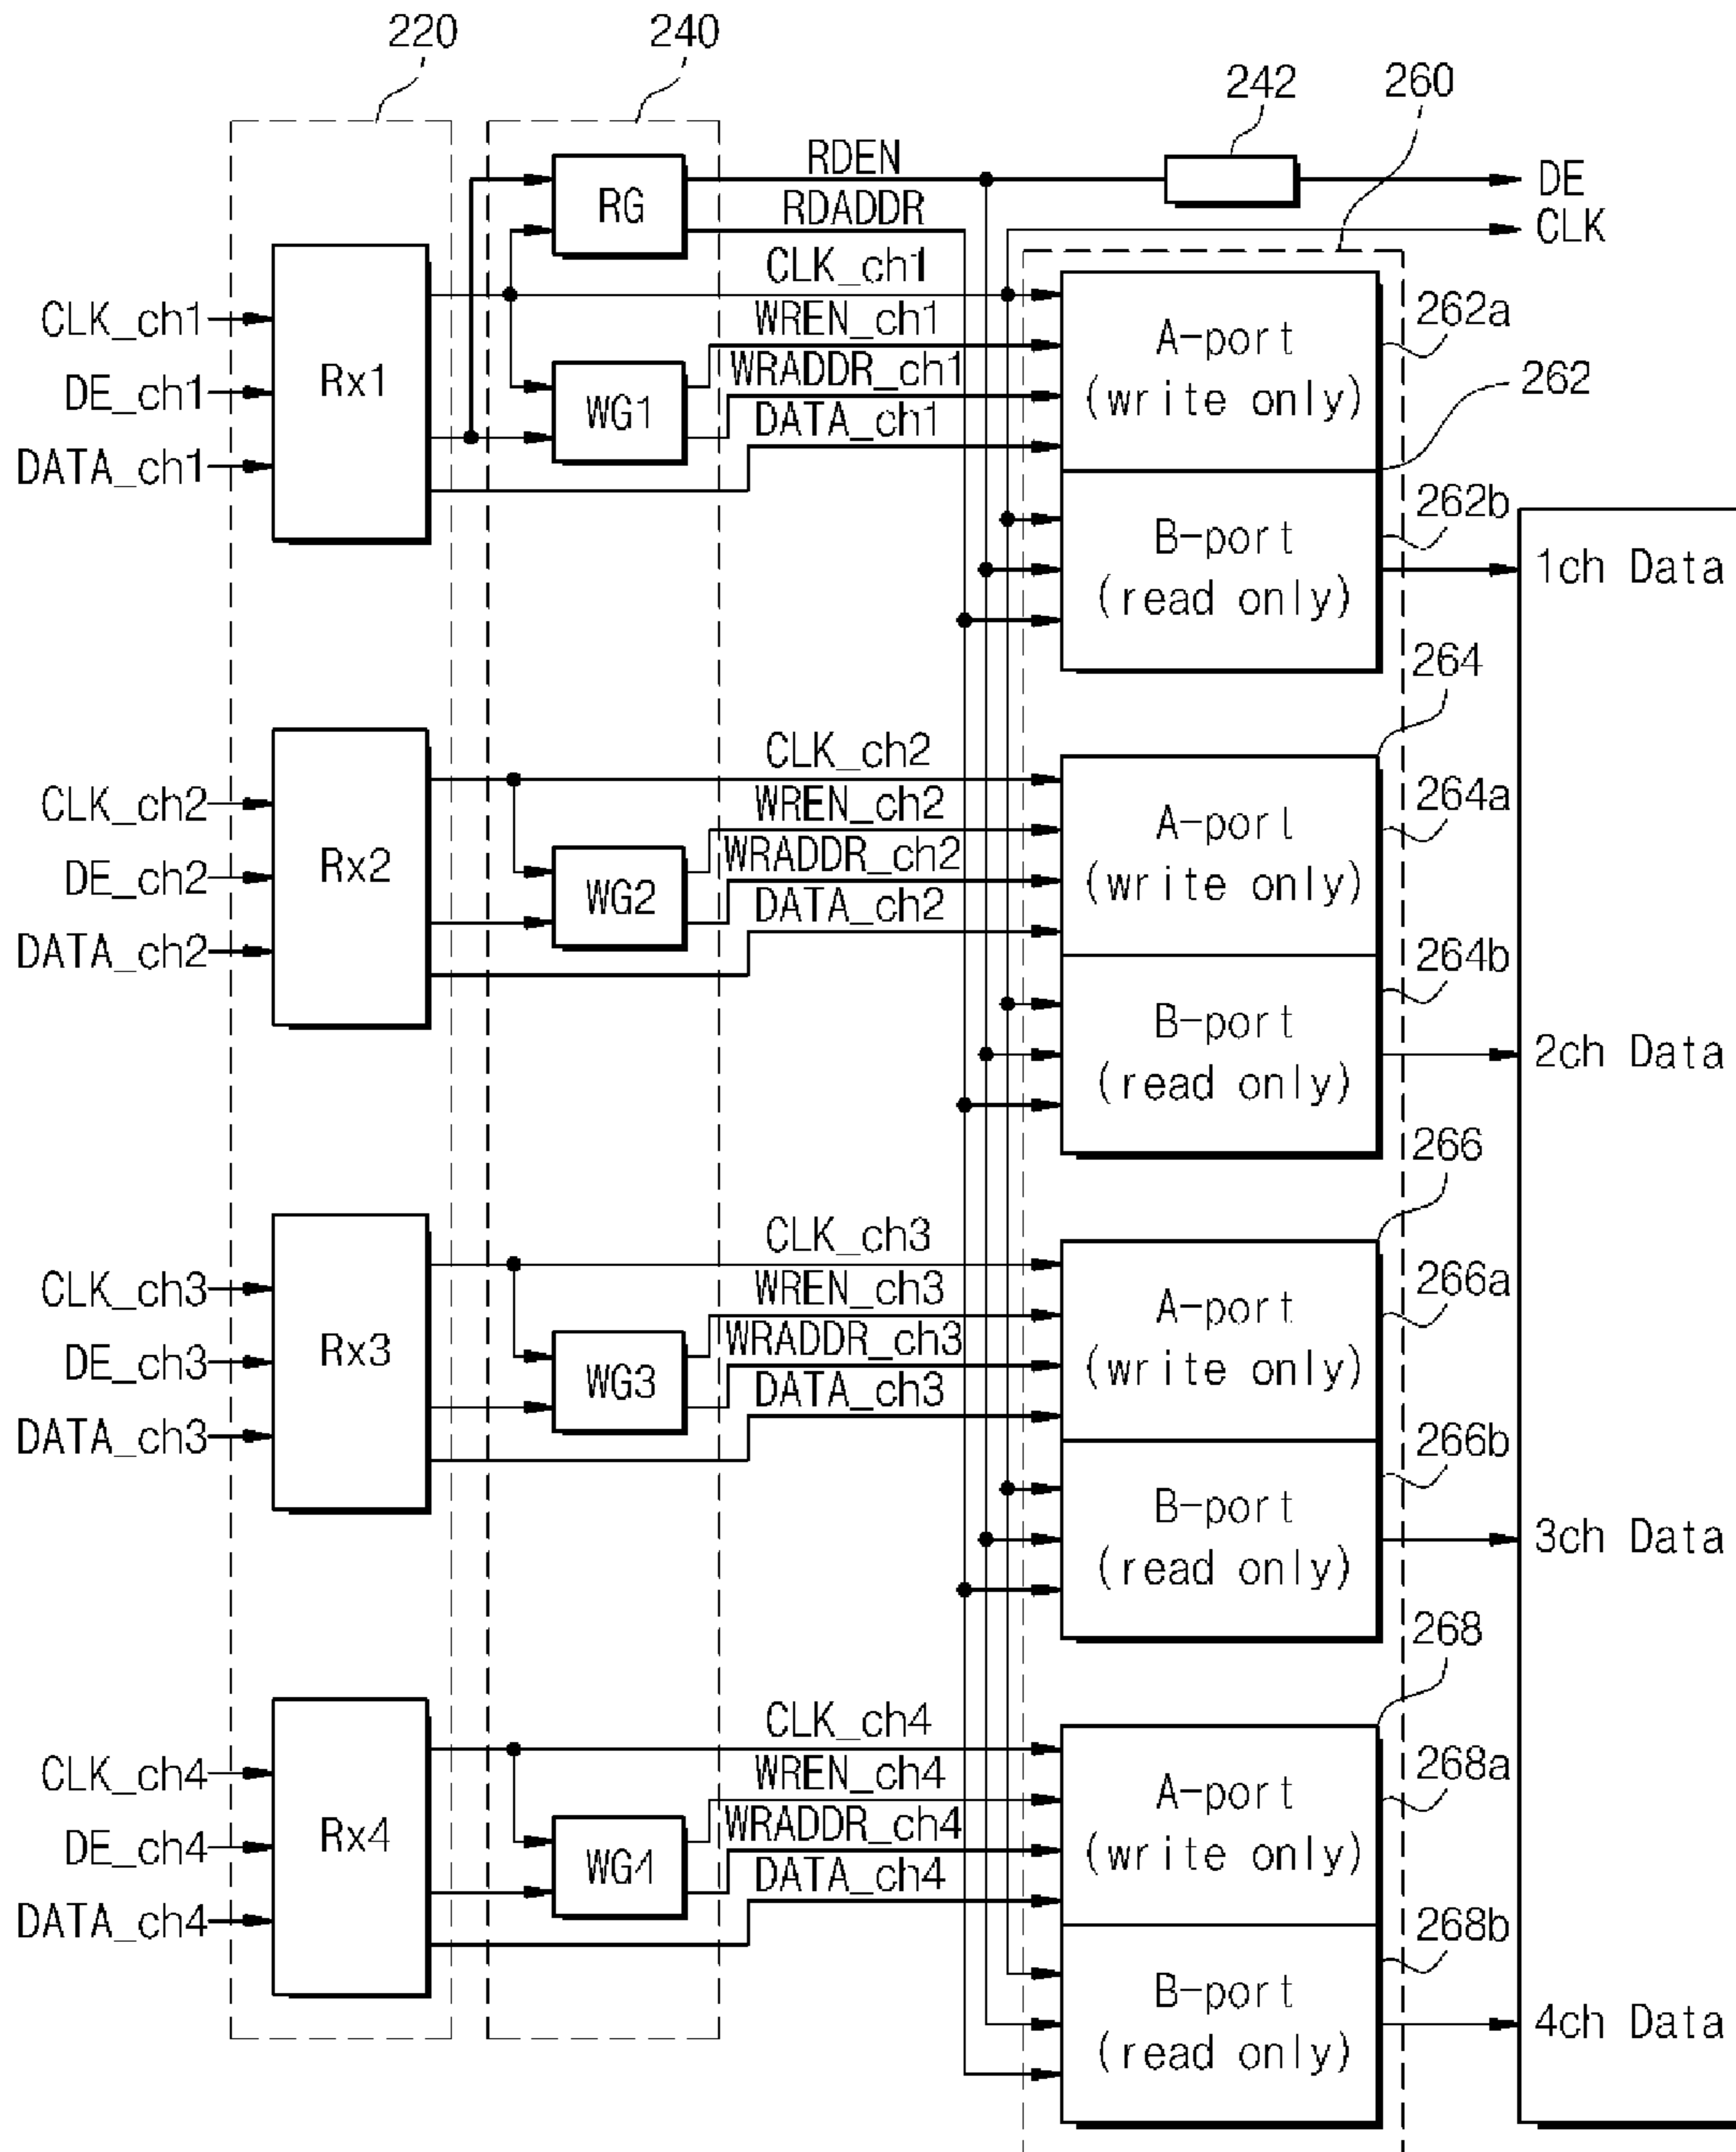 220
240
242
260
RDEN
DE
RG
RDADDR
CLK
CLK_ch1
CLK_ch1
WREN_ch1
262a
A-port
Rx1
WRADDR_ch1
262
DE_ch1
(write only)
WG1
DATA_ch1
DATA_ch1
262b
B-port
1ch Data
(read only)
264
CLK_ch2
CLK_ch2
WREN_ch2
264a
A-port
Rx2
WRADDR_ch2
DE_ch2
(write only)
WG2
DATA_ch2
DATA_ch2
264b
B-port
2ch Data
(read only)
266
CLK_ch3
CLK_ch3
WREN_ch3
266a
A-port
Rx3
WRADDR_ch3
DE_ch3
(write only)
WG3
DATA_ch3
DATA_ch3
266b
B-port
3ch Data
(read only)
268
CLK_ch4
CLK_ch4
WREN_ch4
268a
A-port
Rx4
WRADDR_ch4
DE_ch4
(write only)
WG4
DATA_ch4
DATA_ch4
268b
B-port
4ch Data
(read only)